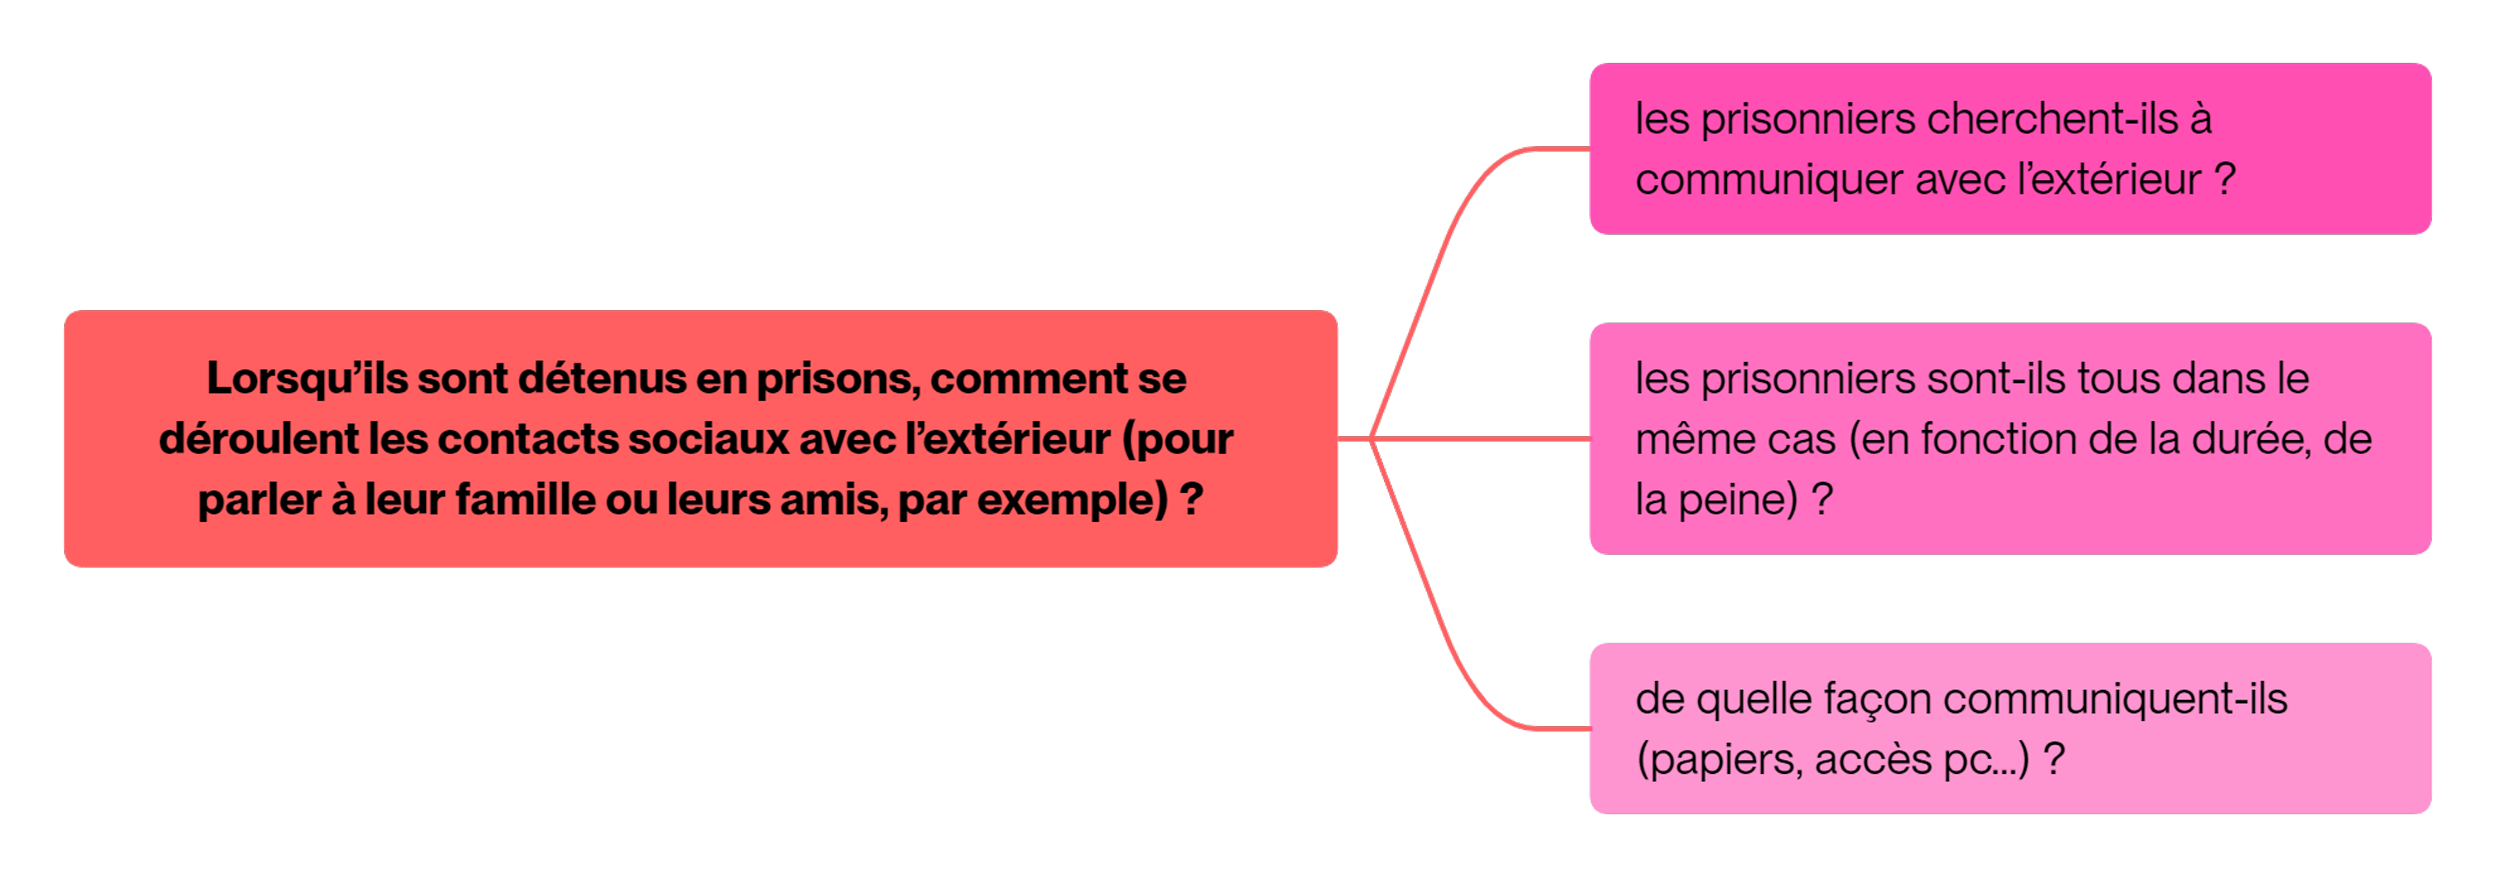 Lorsqu’ils sont détenus en prisons, comment se
déroulent les contacts sociaux avec l’extérieur (pour
parler à leur famille ou leurs amis, par exemple) ?
les prisonniers cherchent-ils à
communiquer avec l’extérieur ?
les prisonniers sont-ils tous dans le
même cas (en fonction de la durée, de
la peine) ?
de quelle façon communiquent-ils
(papiers, accès pc...) ?